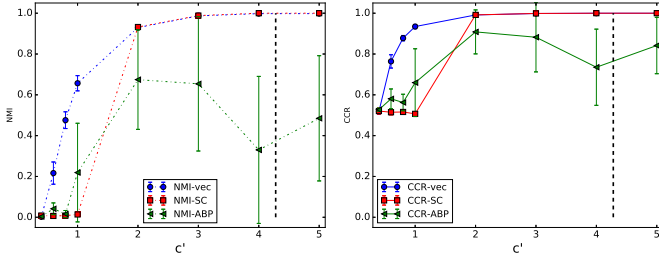 1.0
0.8
0.6
0.4
0.2
0.0
NMI
NMI-vec
NMI-SC
NMI-ABP
1 2 3 4 5
c'
1.0
0.8
0.6
0.4
0.2
0.0
CCR
CCR-vec
CCR-SC
CCR-ABP
1 2 3 4 5
c'